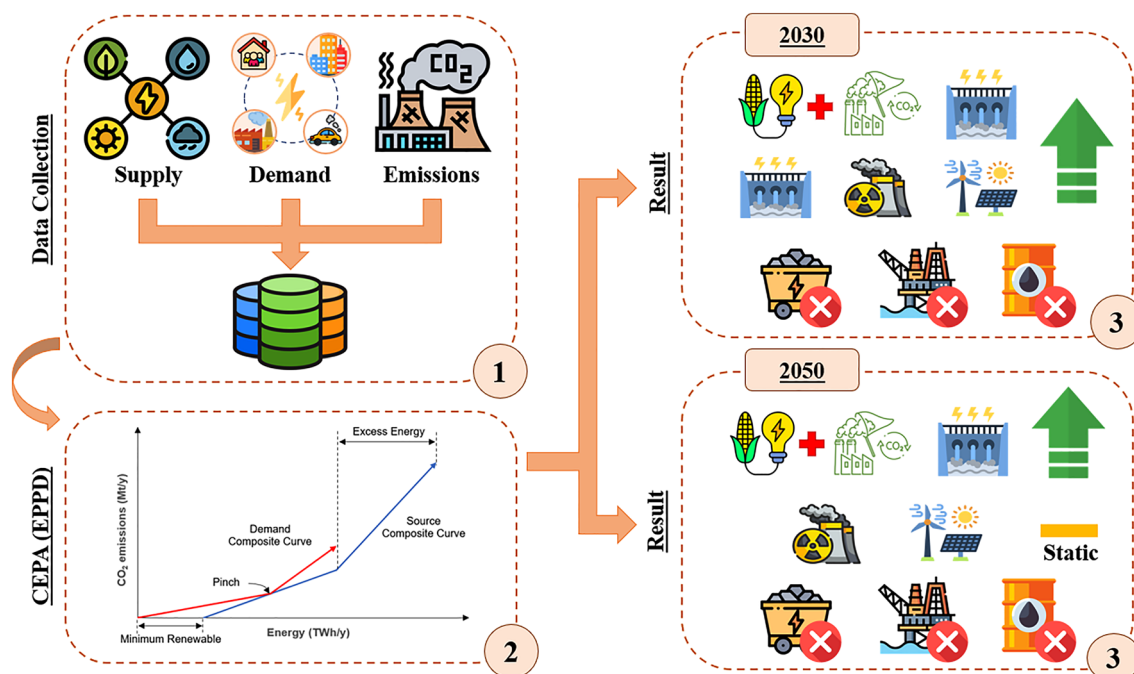 Data Collection
CO2
Supply
Demand
Emissions
1
CEPA (EPPD)
CO2 emissions (Mt/y)
Excess Energy
Demand
Composite Curve
Source
Composite Curve
Pinch
Minimum Renewable
Energy (TWh/y)
2
Result
2030
CO2
3
Result
2050
CO2
Static
3